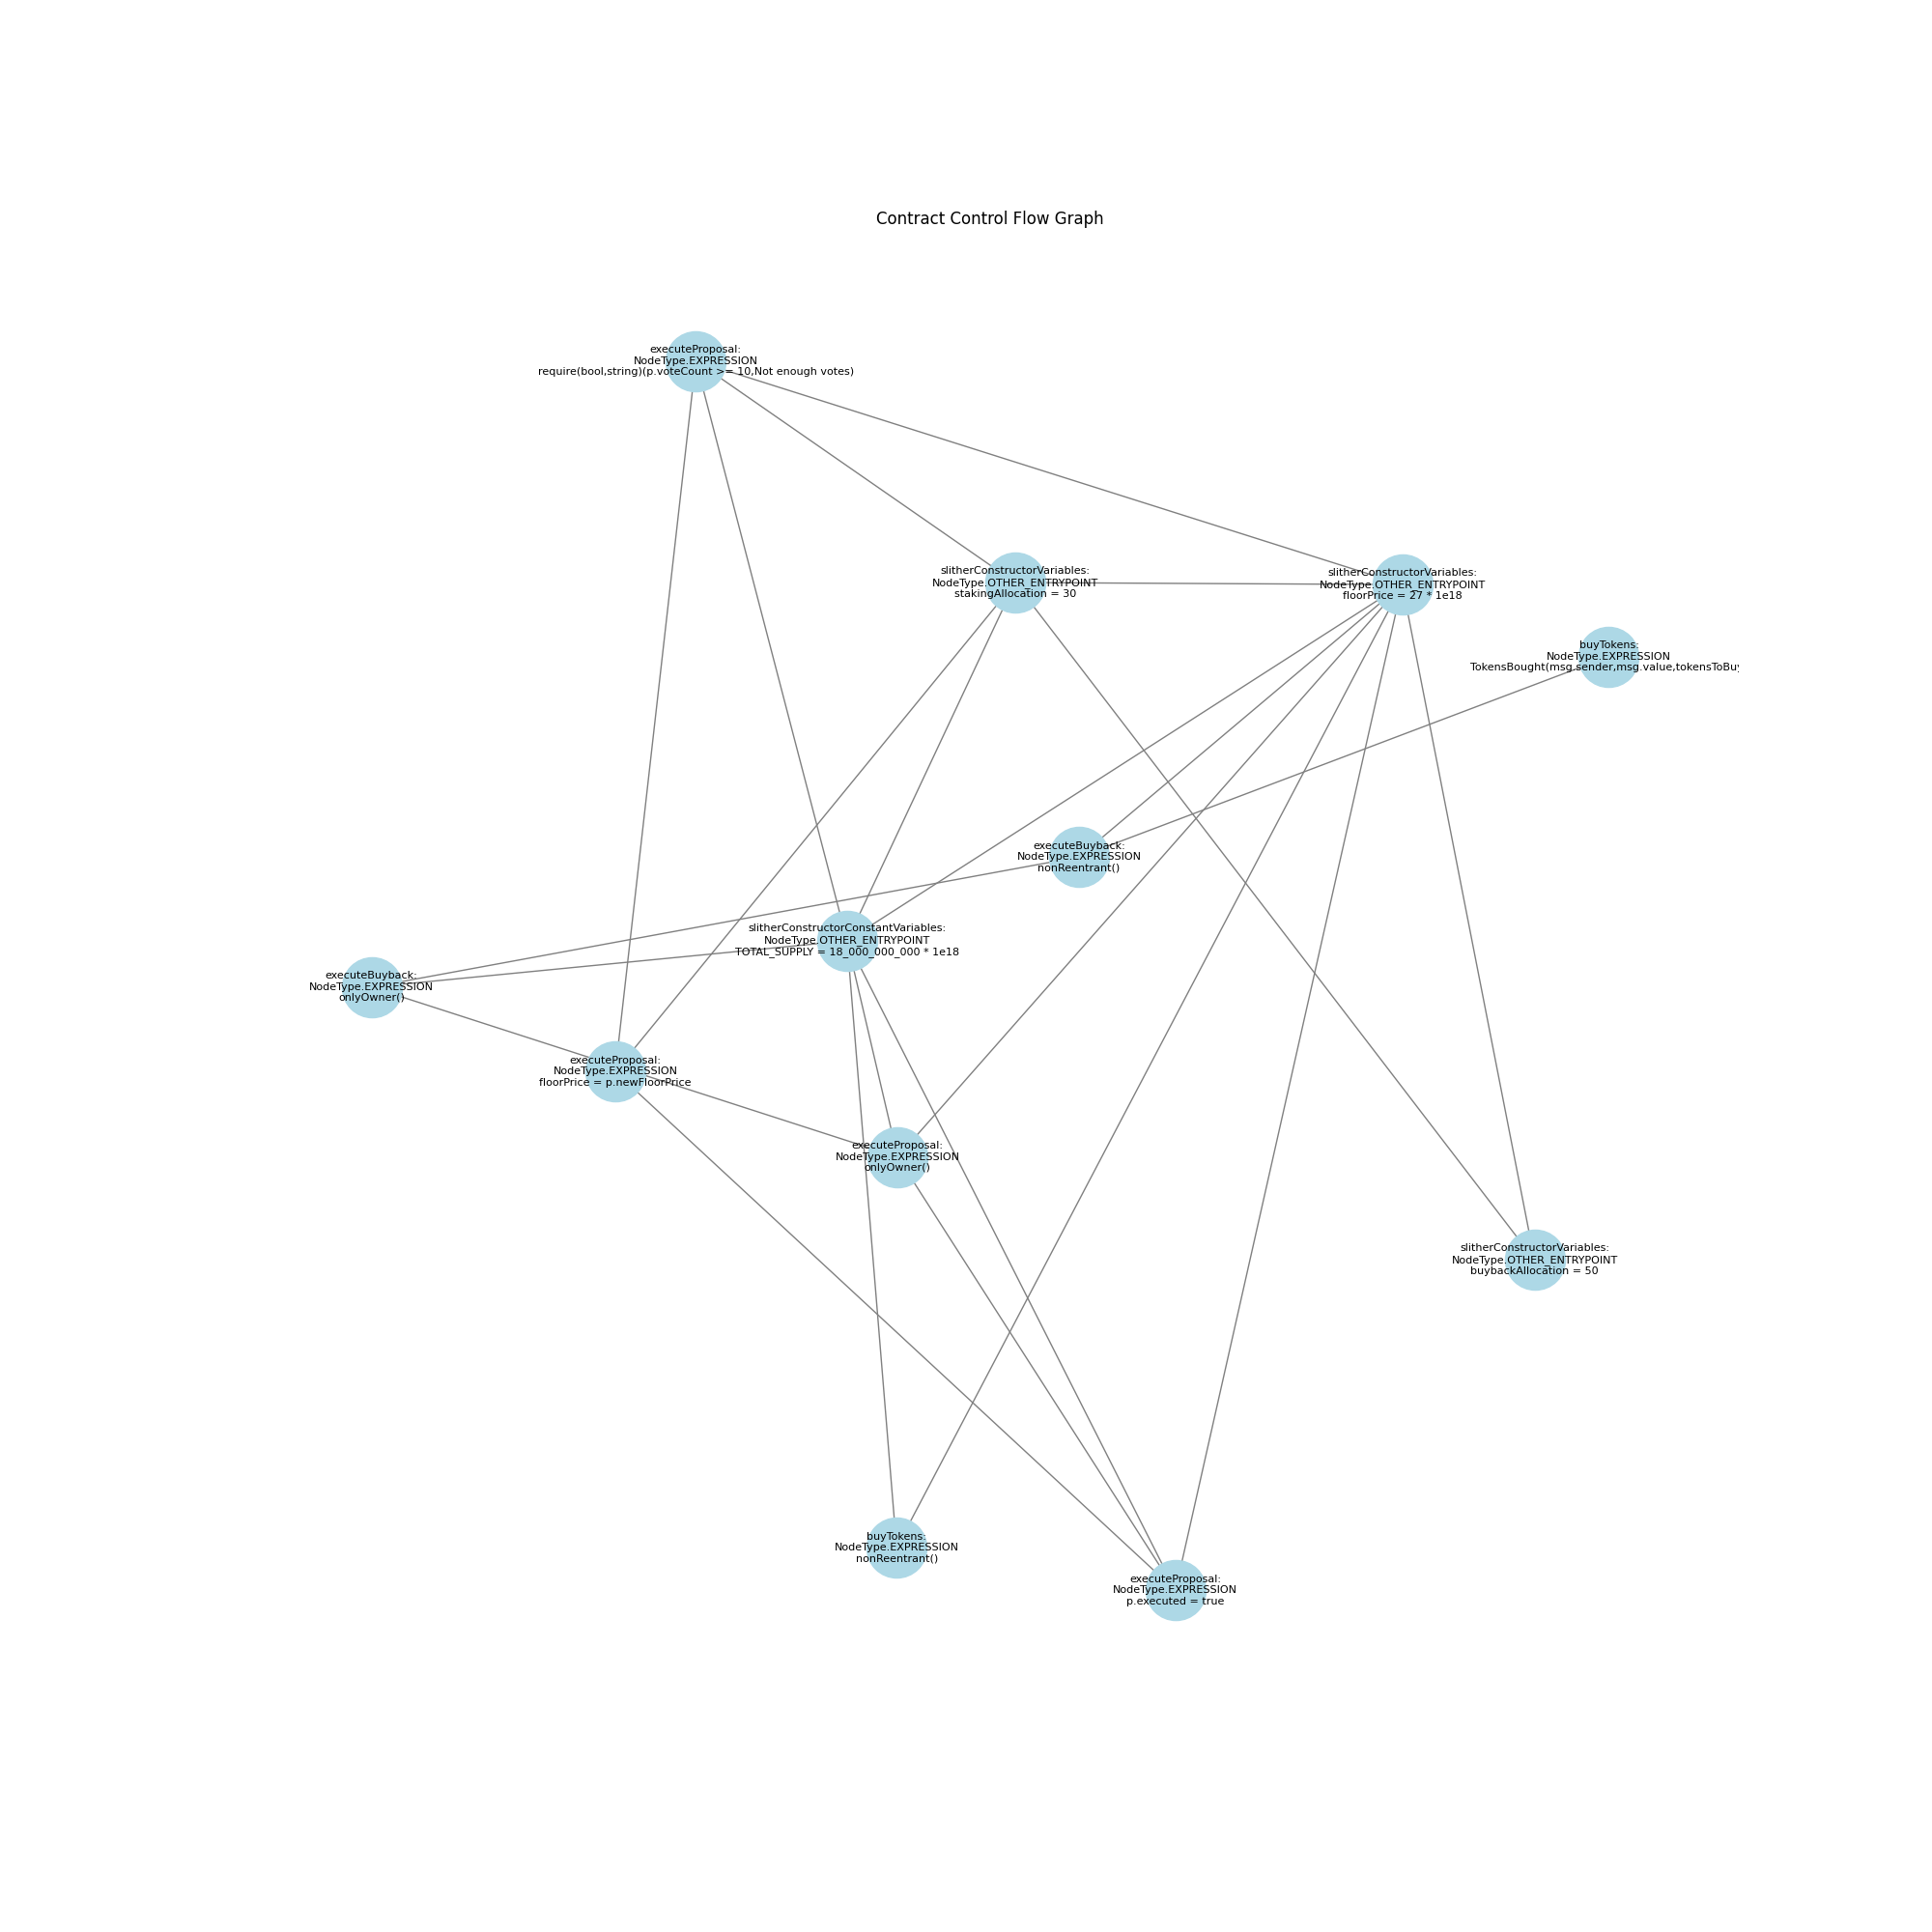 Contract Control Flow Graph
executeProposal:
NodeType.EXPRESSION
require(bool,string)(p.voteCount >= 10,Not enough votes)
slitherConstructorVariables:
NodeType.OTHER_ENTRYPOINT
stakingAllocation = 30
slitherConstructorVariables:
NodeType.OTHER_ENTRYPOINT
floorPrice = 27 * 1e18
buyTokens:
NodeType.EXPRESSION
TokensBought(msg.sender,msg.value,tokensToBuy
executeBuyback:
NodeType.EXPRESSION
nonReentrant()
slitherConstructorConstantVariables:
NodeType.OTHER_ENTRYPOINT
TOTAL_SUPPLY = 18_000_000_000 * 1e18
executeBuyback:
NodeType.EXPRESSION
onlyOwner()
executeProposal:
NodeType.EXPRESSION
floorPrice = p.newFloorPrice
executeProposal:
NodeType.EXPRESSION
onlyOwner()
slitherConstructorVariables:
NodeType.OTHER_ENTRYPOINT
buybackAllocation = 50
buyTokens:
NodeType.EXPRESSION
nonReentrant()
executeProposal:
NodeType.EXPRESSION
p.executed = true